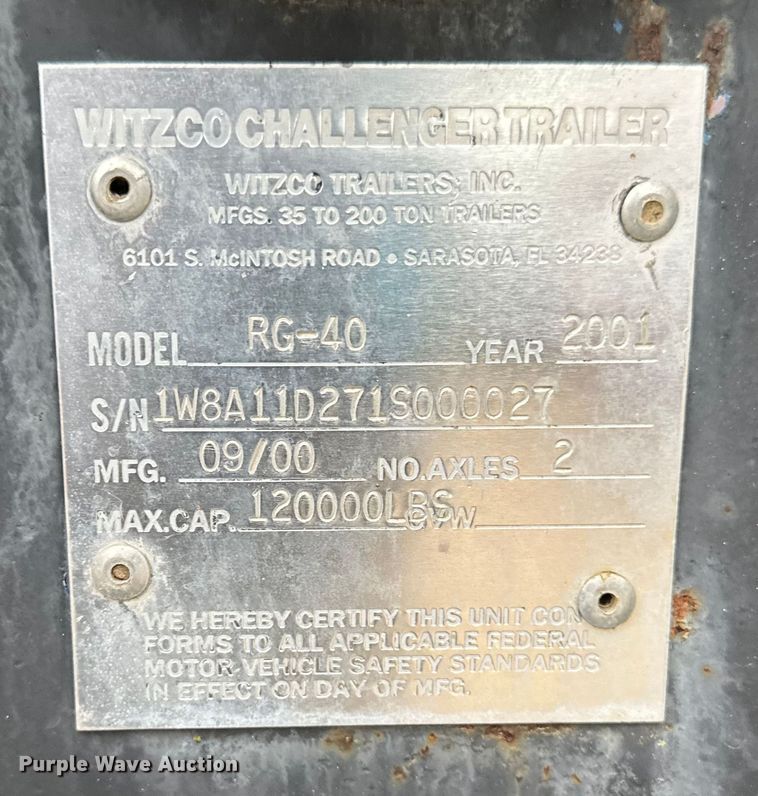 WITZCO CHALLENGER TRAILER
WITZCO TRAILERS, INC.
MFGS. 35 TO 200 TON TRAILERS
6101 S. McINTOSH ROAD • SARASOTA, FL 34238
MODEL RG-40 YEAR 2001
S/N 1W8A11D271S000027
MFG. 09/00 NO.AXLES 2
MAX.CAP. 120000LBS GVW
WE HEREBY CERTIFY THIS UNIT CON
FORMS TO ALL APPLICABLE FEDERAL
MOTOR VEHICLE SAFETY STANDARDS
IN EFFECT ON DAY OF MFG.
Purple Wave Auction